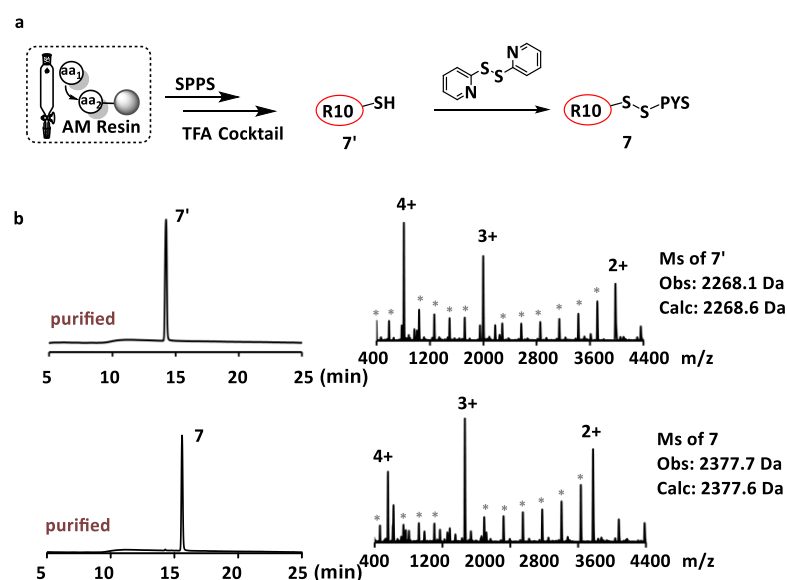 a
aa1
aa2
AM Resin
SPPS
TFA Cocktail
R10
SH
7'
N
S
S
N
R10
S
S
PYS
7
b
7'
purified
5 10 15 20 25 (min)
4+
3+
2+
* * * * * * * * * * * *
400 1200 2000 2800 3600 4400 m/z
Ms of 7'
Obs: 2268.1 Da
Calc: 2268.6 Da
7
purified
5 10 15 20 25 (min)
4+
3+
2+
* * * * * * * * * *
400 1200 2000 2800 3600 4400 m/z
Ms of 7
Obs: 2377.7 Da
Calc: 2377.6 Da